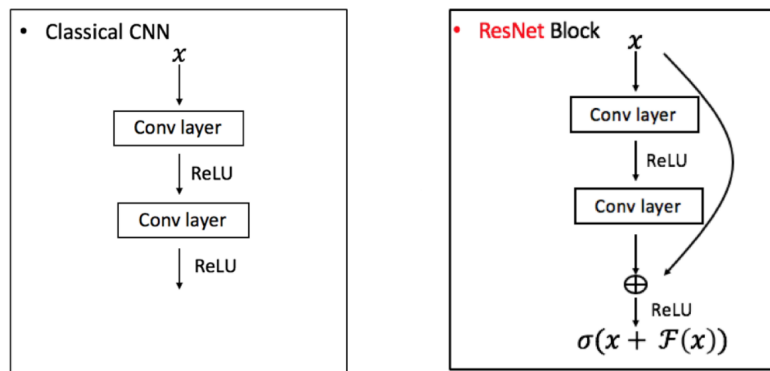 • Classical CNN
x
Conv layer
ReLU
Conv layer
ReLU
• ResNet Block
x
Conv layer
ReLU
Conv layer
⊕
ReLU
σ(x + ℱ(x))